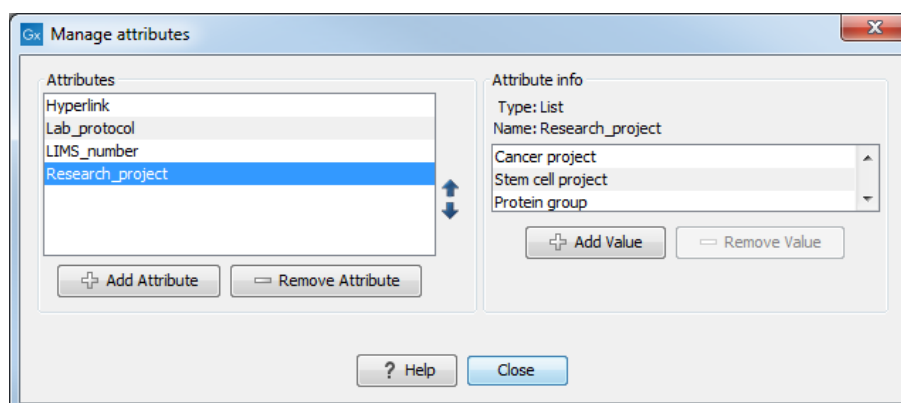 Gx Manage attributes
X
Attributes
Hyperlink
Lab_protocol
LIMS_number
Research_project
Add Attribute
Remove Attribute
Attribute info
Type: List
Name: Research_project
Cancer project
Stem cell project
Protein group
Add Value
Remove Value
? Help
Close